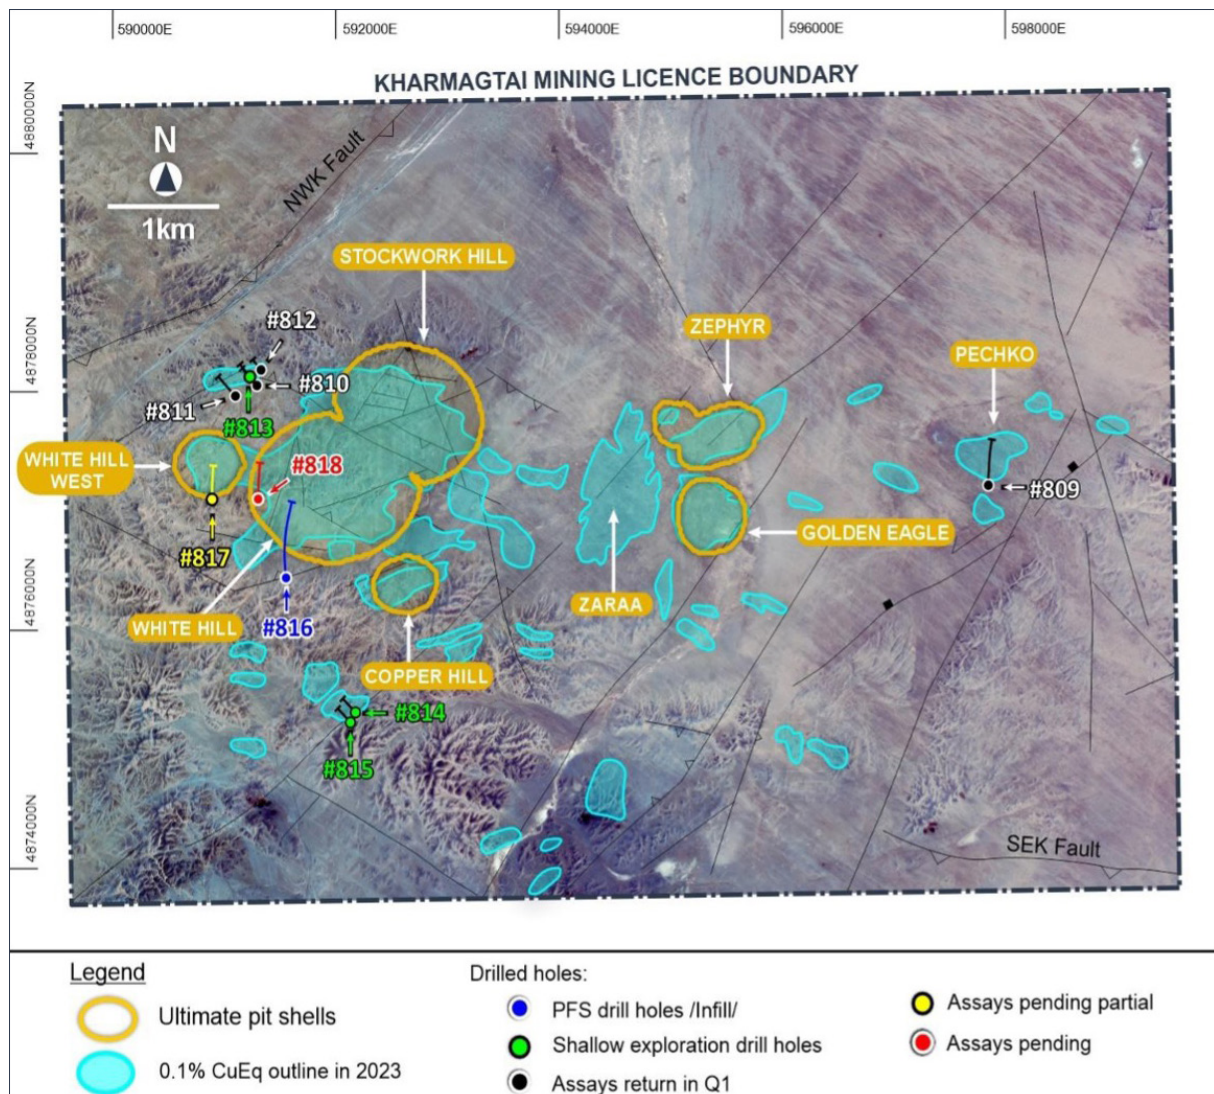 590000E
592000E
594000E
596000E
598000E
KHARMAGTAI MINING LICENCE BOUNDARY
4880000N
N
1km
NWK Fault
STOCKWORK HILL
#812
ZEPHYR
4878000N
PECHKO
#810
#811
#813
WHITE HILL
WEST
#818
#809
GOLDEN EAGLE
#817
4876000N
ZARAA
WHITE HILL
#816
COPPER HILL
#814
#815
4874000N
SEK Fault
Legend
Ultimate pit shells
0.1% CuEq outline in 2023
Drilled holes:
PFS drill holes /Infill/
Shallow exploration drill holes
Assays return in Q1
Assays pending partial
Assays pending